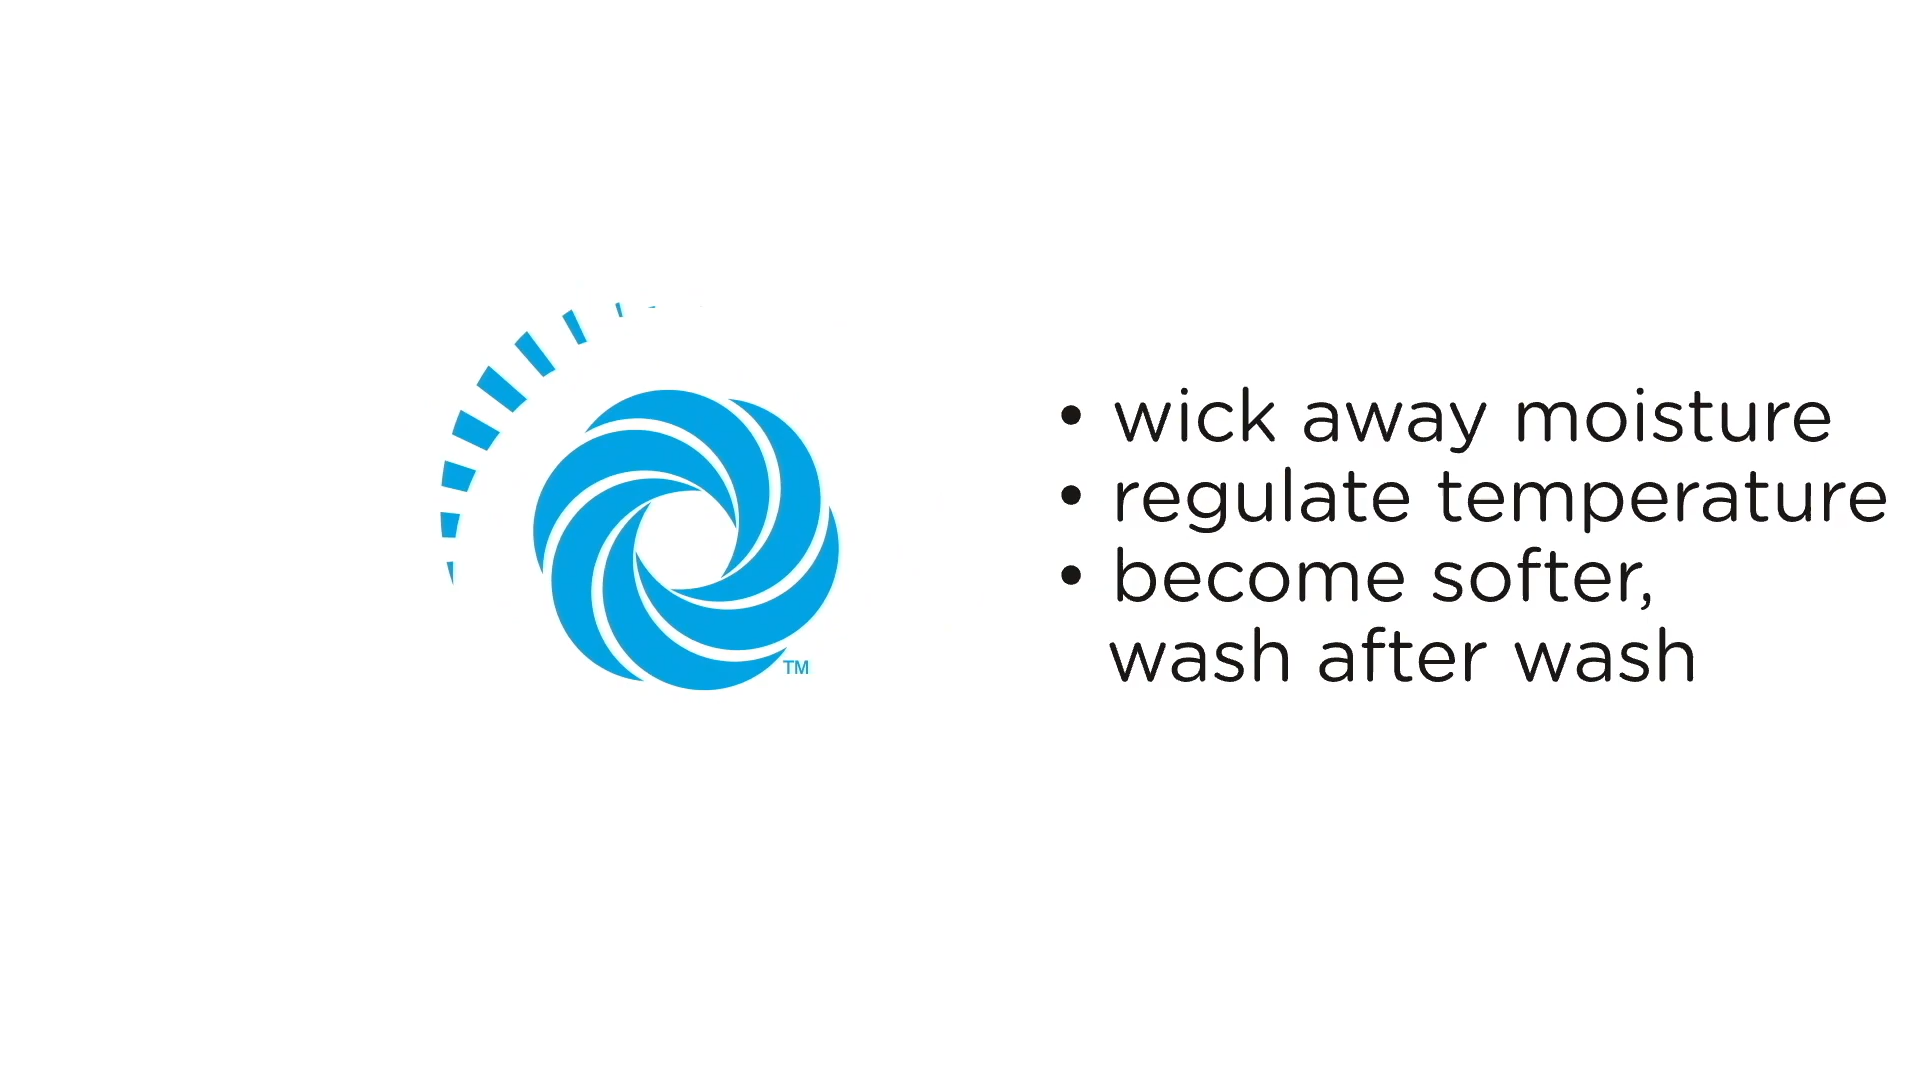 • wick away moisture
• regulate temperature
• become softer,
wash after wash
TM